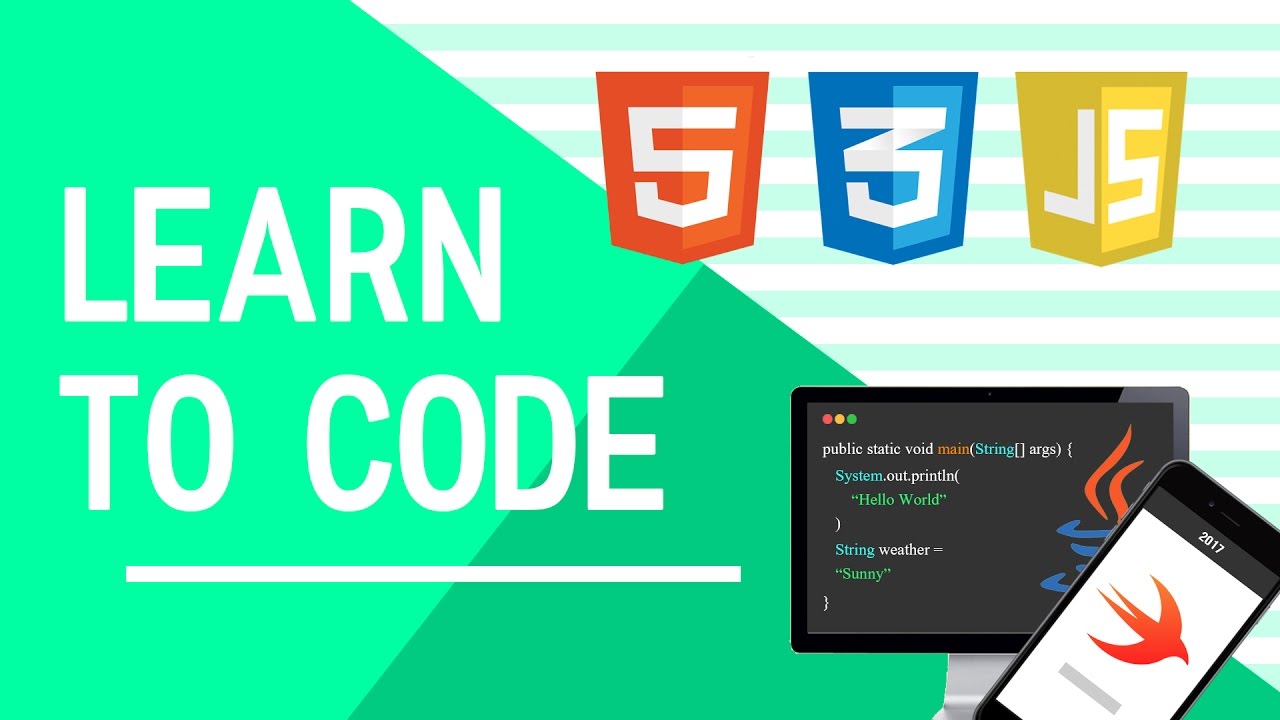 LEARN
TO CODE
5
3
JS
public static void main(String[] args) {
System.out.println(
“Hello World”
)
String weather =
“Sunny”
}
2017